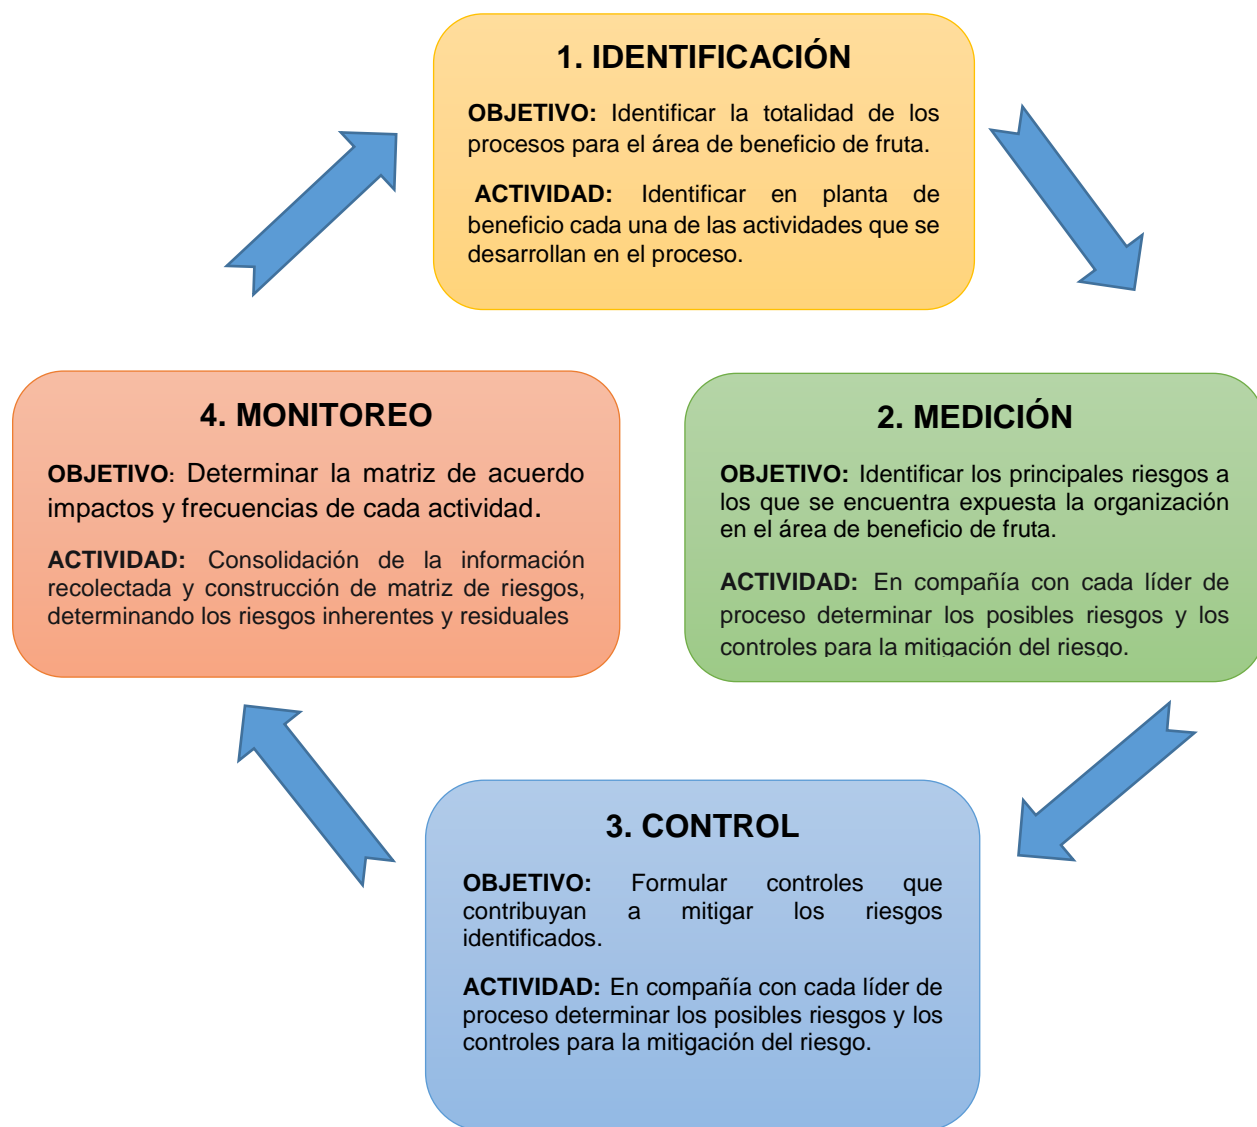 1. IDENTIFICACIÓN
OBJETIVO: Identificar la totalidad de los
procesos para el área de beneficio de fruta.
ACTIVIDAD: Identificar en planta de
beneficio cada una de las actividades que se
desarrollan en el proceso.
2. MEDICIÓN
OBJETIVO: Identificar los principales riesgos a
los que se encuentra expuesta la organización
en el área de beneficio de fruta.
ACTIVIDAD: En compañía con cada líder de
proceso determinar los posibles riesgos y los
controles para la mitigación del riesgo.
3. CONTROL
OBJETIVO: Formular controles que
contribuyan a mitigar los riesgos
identificados.
ACTIVIDAD: En compañía con cada líder de
proceso determinar los posibles riesgos y los
controles para la mitigación del riesgo.
4. MONITOREO
OBJETIVO: Determinar la matriz de acuerdo
impactos y frecuencias de cada actividad.
ACTIVIDAD: Consolidación de la información
recolectada y construcción de matriz de riesgos,
determinando los riesgos inherentes y residuales